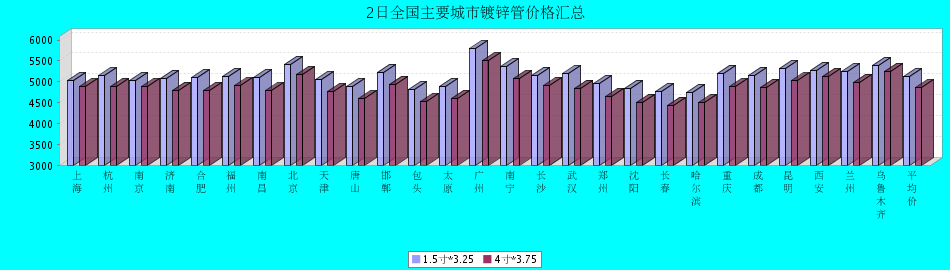 2日全国主要城市镀锌管价格汇总
6000
5500
5000
4500
4000
3500
3000
上海
杭州
南京
济南
合肥
福州
南昌
北京
天津
唐山
邯郸
包头
太原
广州
南宁
长沙
武汉
郑州
沈阳
长春
哈尔滨
重庆
成都
昆明
西安
兰州
乌鲁木齐
平均价
1.5寸*3.25
4寸*3.75